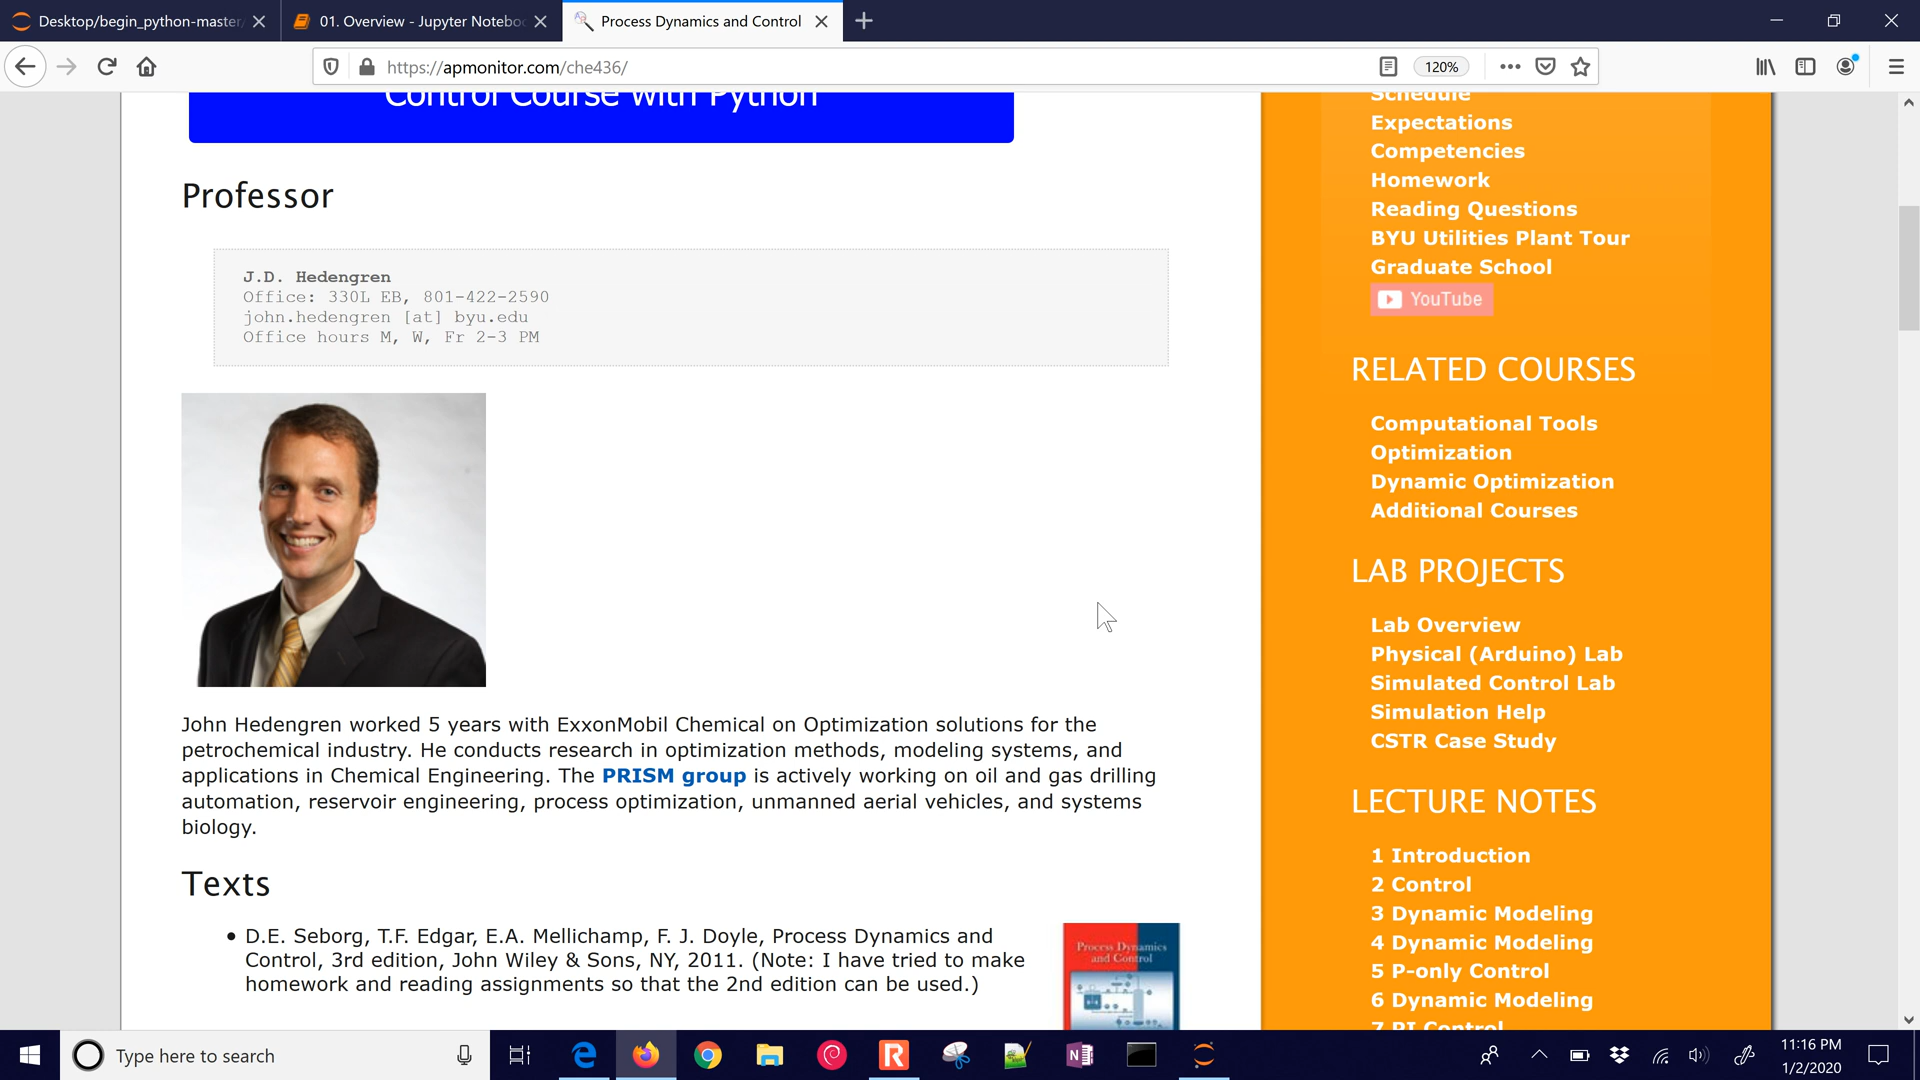 Desktop/begin_python-master/
01. Overview - Jupyter Notebo
Process Dynamics and Control
https://apmonitor.com/che436/
120%
Control Course with Python
Professor
J.D. Hedengren
Office: 330L EB, 801-422-2590
john.hedengren [at] byu.edu
Office hours M, W, Fr 2-3 PM
John Hedengren worked 5 years with ExxonMobil Chemical on Optimization solutions for the
petrochemical industry. He conducts research in optimization methods, modeling systems, and
applications in Chemical Engineering. The PRISM group is actively working on oil and gas drilling
automation, reservoir engineering, process optimization, unmanned aerial vehicles, and systems
biology.
Texts
• D.E. Seborg, T.F. Edgar, E.A. Mellichamp, F. J. Doyle, Process Dynamics and
Control, 3rd edition, John Wiley & Sons, NY, 2011. (Note: I have tried to make
homework and reading assignments so that the 2nd edition can be used.)
Process Dynamics
and Control
Schedule
Expectations
Competencies
Homework
Reading Questions
BYU Utilities Plant Tour
Graduate School
YouTube
RELATED COURSES
Computational Tools
Optimization
Dynamic Optimization
Additional Courses
LAB PROJECTS
Lab Overview
Physical (Arduino) Lab
Simulated Control Lab
Simulation Help
CSTR Case Study
LECTURE NOTES
1 Introduction
2 Control
3 Dynamic Modeling
4 Dynamic Modeling
5 P-only Control
6 Dynamic Modeling
7 PI Control
Type here to search
11:16 PM
1/2/2020